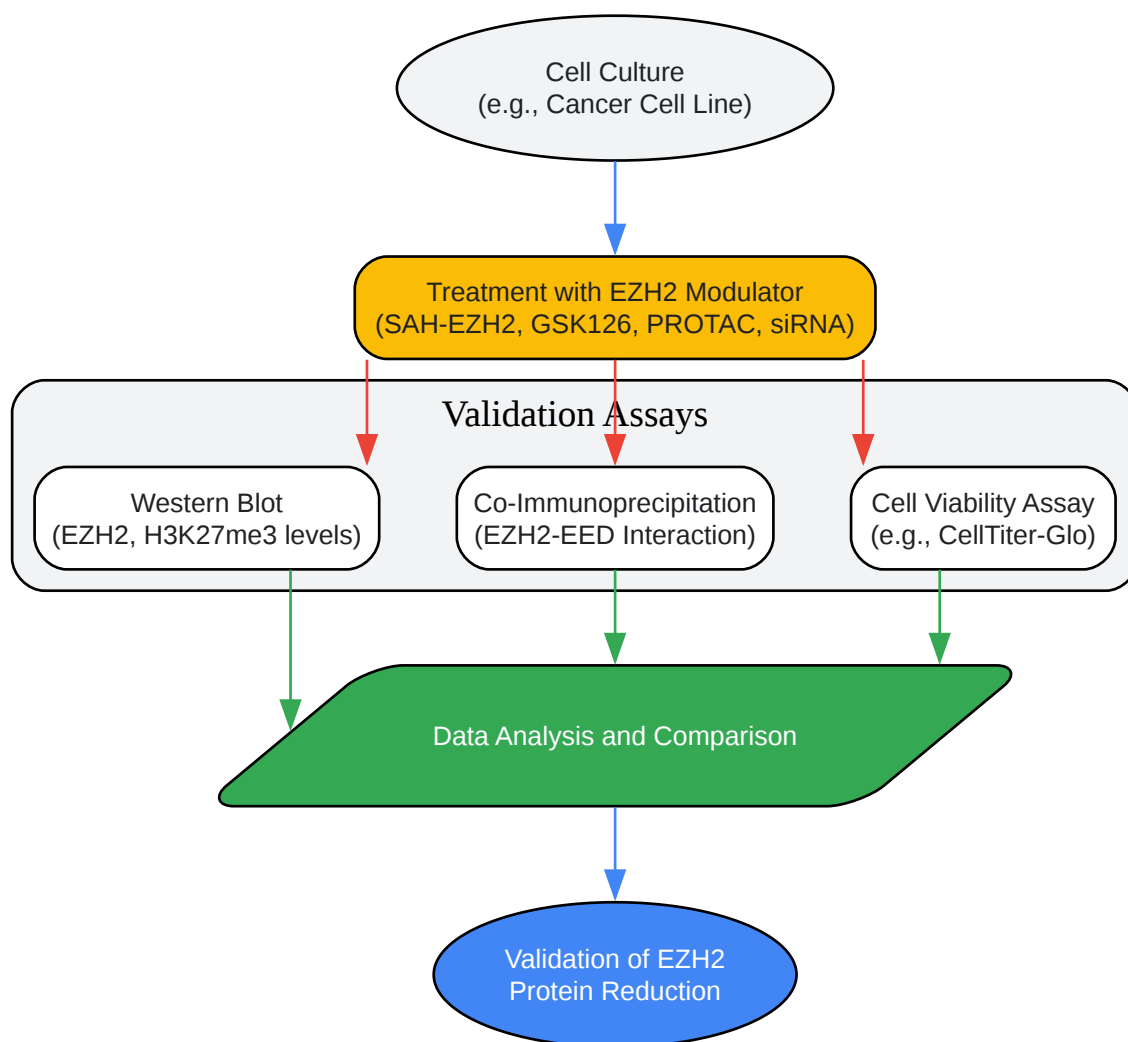 Cell Culture
(e.g., Cancer Cell Line)
Treatment with EZH2 Modulator
(SAH-EZH2, GSK126, PROTAC, siRNA)
Validation Assays
Western Blot
(EZH2, H3K27me3 levels)
Co-Immunoprecipitation
(EZH2-EED Interaction)
Cell Viability Assay
(e.g., CellTiter-Glo)
Data Analysis and Comparison
Validation of EZH2
Protein Reduction